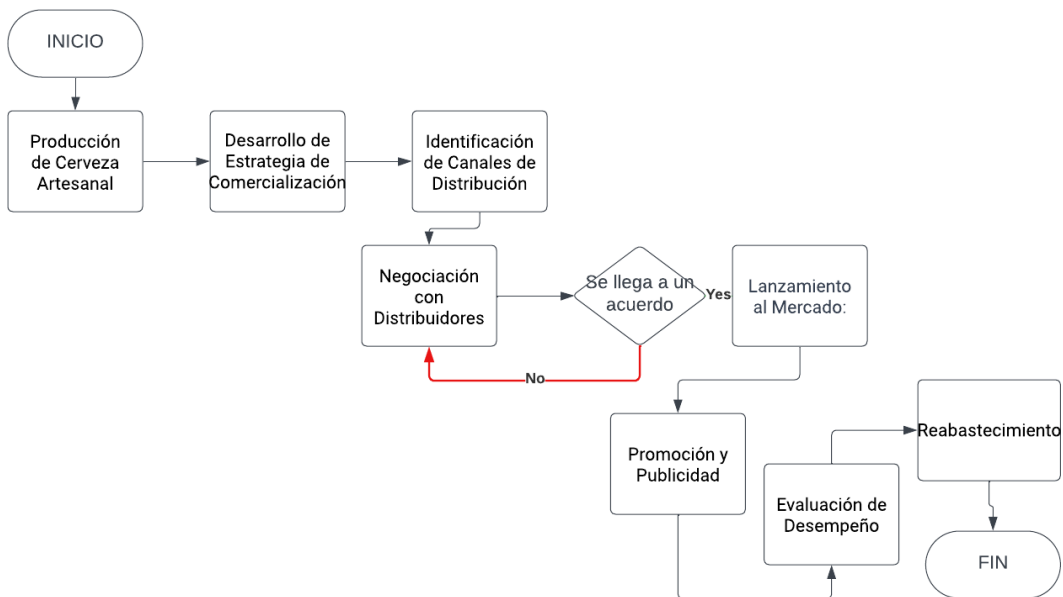 INICIO
Producción
de Cerveza
Artesanal
Desarrollo de
Estrategia de
Comercialización
Identificación
de Canales de
Distribución
Negociación
con
Distribuidores
Se llega a un
acuerdo
Yes
Lanzamiento
al Mercado:
No
Promoción y
Publicidad
Evaluación de
Desempeño
Reabastecimiento
FIN